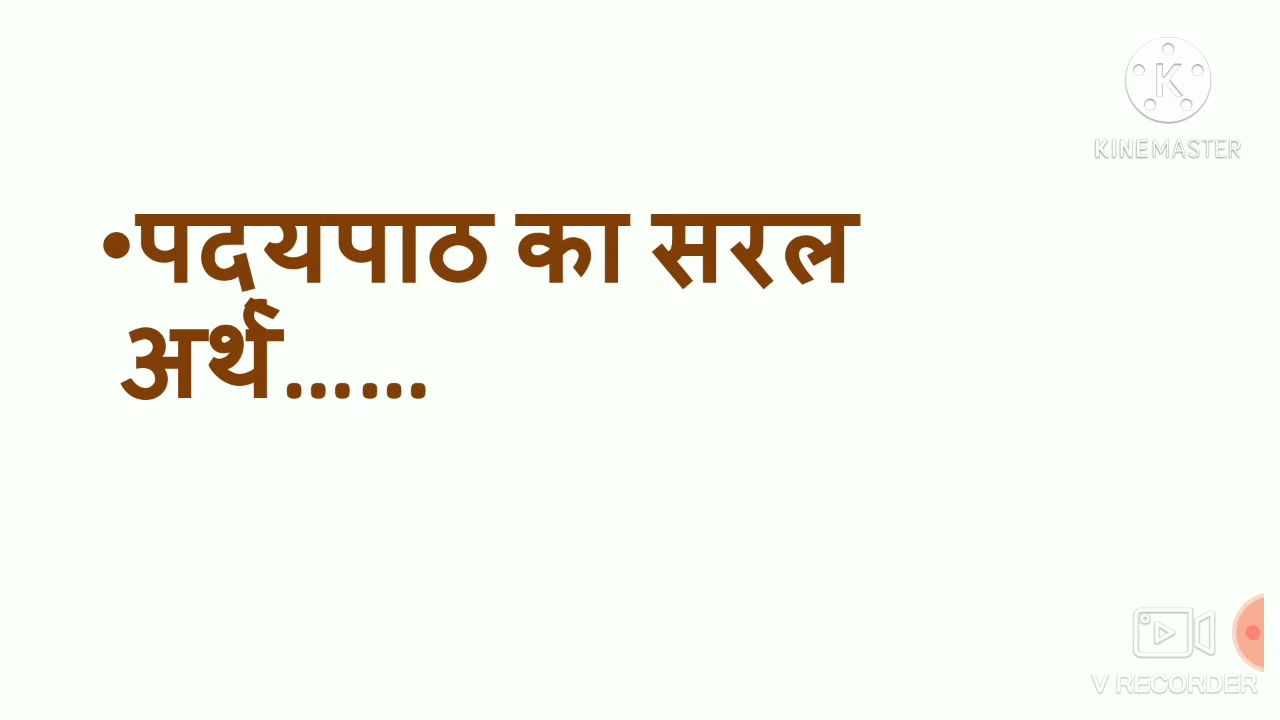 •पदयपाठ का सरल
अर्थ......
K
KINEMASTER
V RECORDER